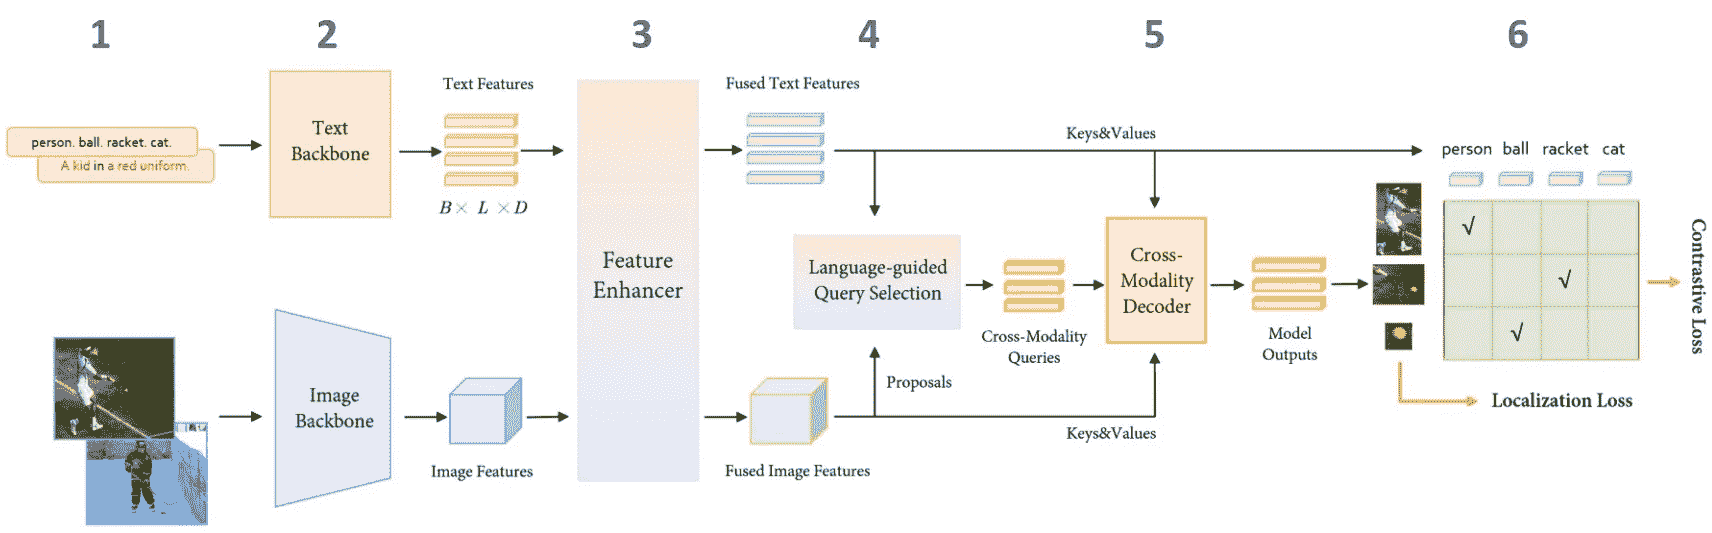 1
2
3
4
5
6
person. ball. racket. cat.
A kid in a red uniform.
Text
Backbone
Text Features
B× L ×D
Image
Backbone
Image Features
Feature
Enhancer
Fused Text Features
Fused Image Features
Keys&Values
Language-guided
Query Selection
Proposals
Cross-Modality
Queries
Keys&Values
Cross-
Modality
Decoder
Model
Outputs
person ball racket cat
√
√
√
Contrastive Loss
Localization Loss